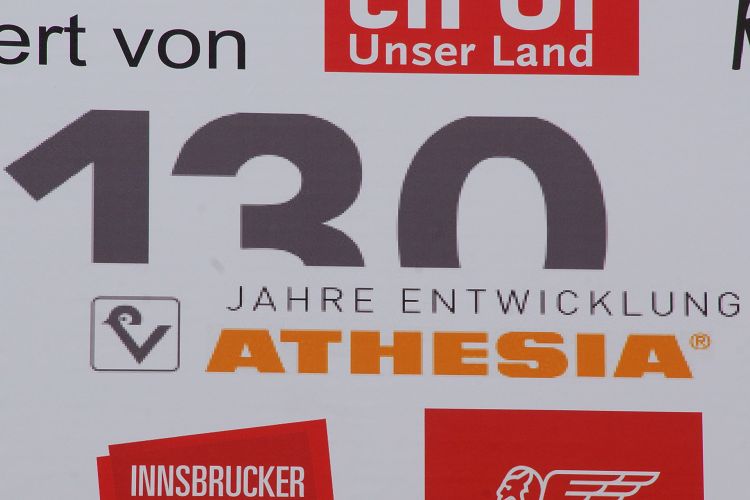 ert von
Unser Land
130
JAHRE ENTWICKLUNG
ATHESIA®
INNSBRUCKER